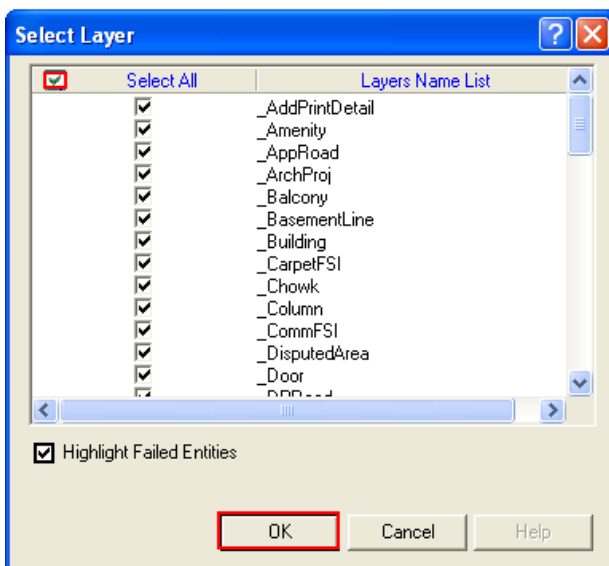 Select Layer
Select All Layers Name List
_AddPrintDetail
_Amenity
_AppRoad
_ArchProj
_Balcony
_BasementLine
_Building
_CarpetFSI
_Chowk
_Column
_CommFSI
_DisputedArea
_Door
Highlight Failed Entities
OK Cancel Help